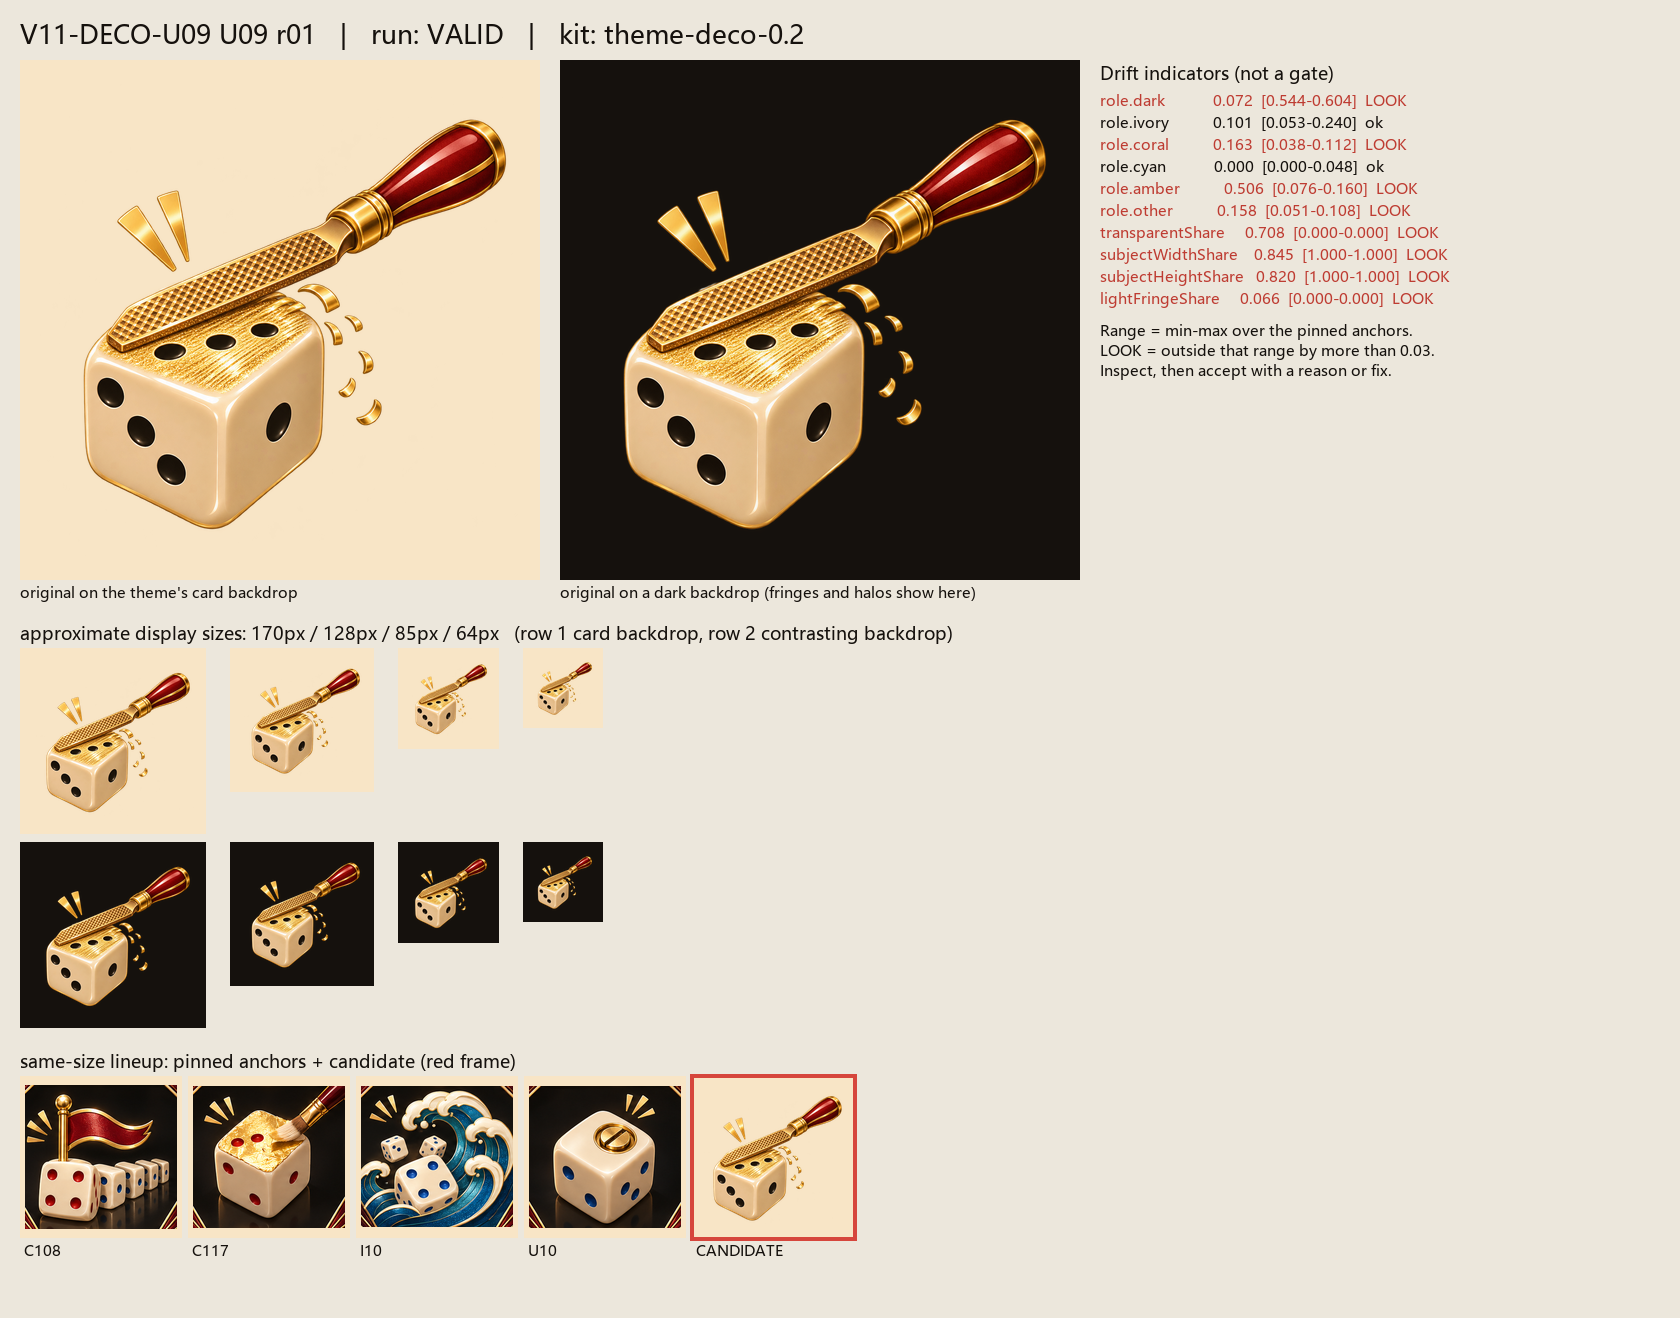 V11-DECO-U09 U09 r01 | run: VALID | kit: theme-deco-0.2
Drift indicators (not a gate)
role.dark 0.072 [0.544-0.604] LOOK
role.ivory 0.101 [0.053-0.240] ok
role.coral 0.163 [0.038-0.112] LOOK
role.cyan 0.000 [0.000-0.048] ok
role.amber 0.506 [0.076-0.160] LOOK
role.other 0.158 [0.051-0.108] LOOK
transparentShare 0.708 [0.000-0.000] LOOK
subjectWidthShare 0.845 [1.000-1.000] LOOK
subjectHeightShare 0.820 [1.000-1.000] LOOK
lightFringeShare 0.066 [0.000-0.000] LOOK
Range = min-max over the pinned anchors.
LOOK = outside that range by more than 0.03.
Inspect, then accept with a reason or fix.
original on the theme's card backdrop
original on a dark backdrop (fringes and halos show here)
approximate display sizes: 170px / 128px / 85px / 64px (row 1 card backdrop, row 2 contrasting backdrop)
same-size lineup: pinned anchors + candidate (red frame)
C108
C117
I10
U10
CANDIDATE